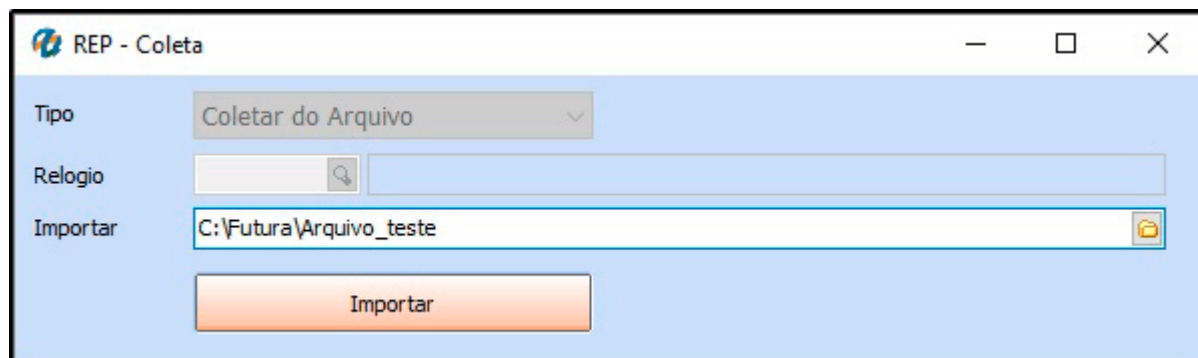 REP - Coleta
Tipo Coletar do Arquivo
Relogio
Importar C:\Futura\Arquivo_teste
Importar